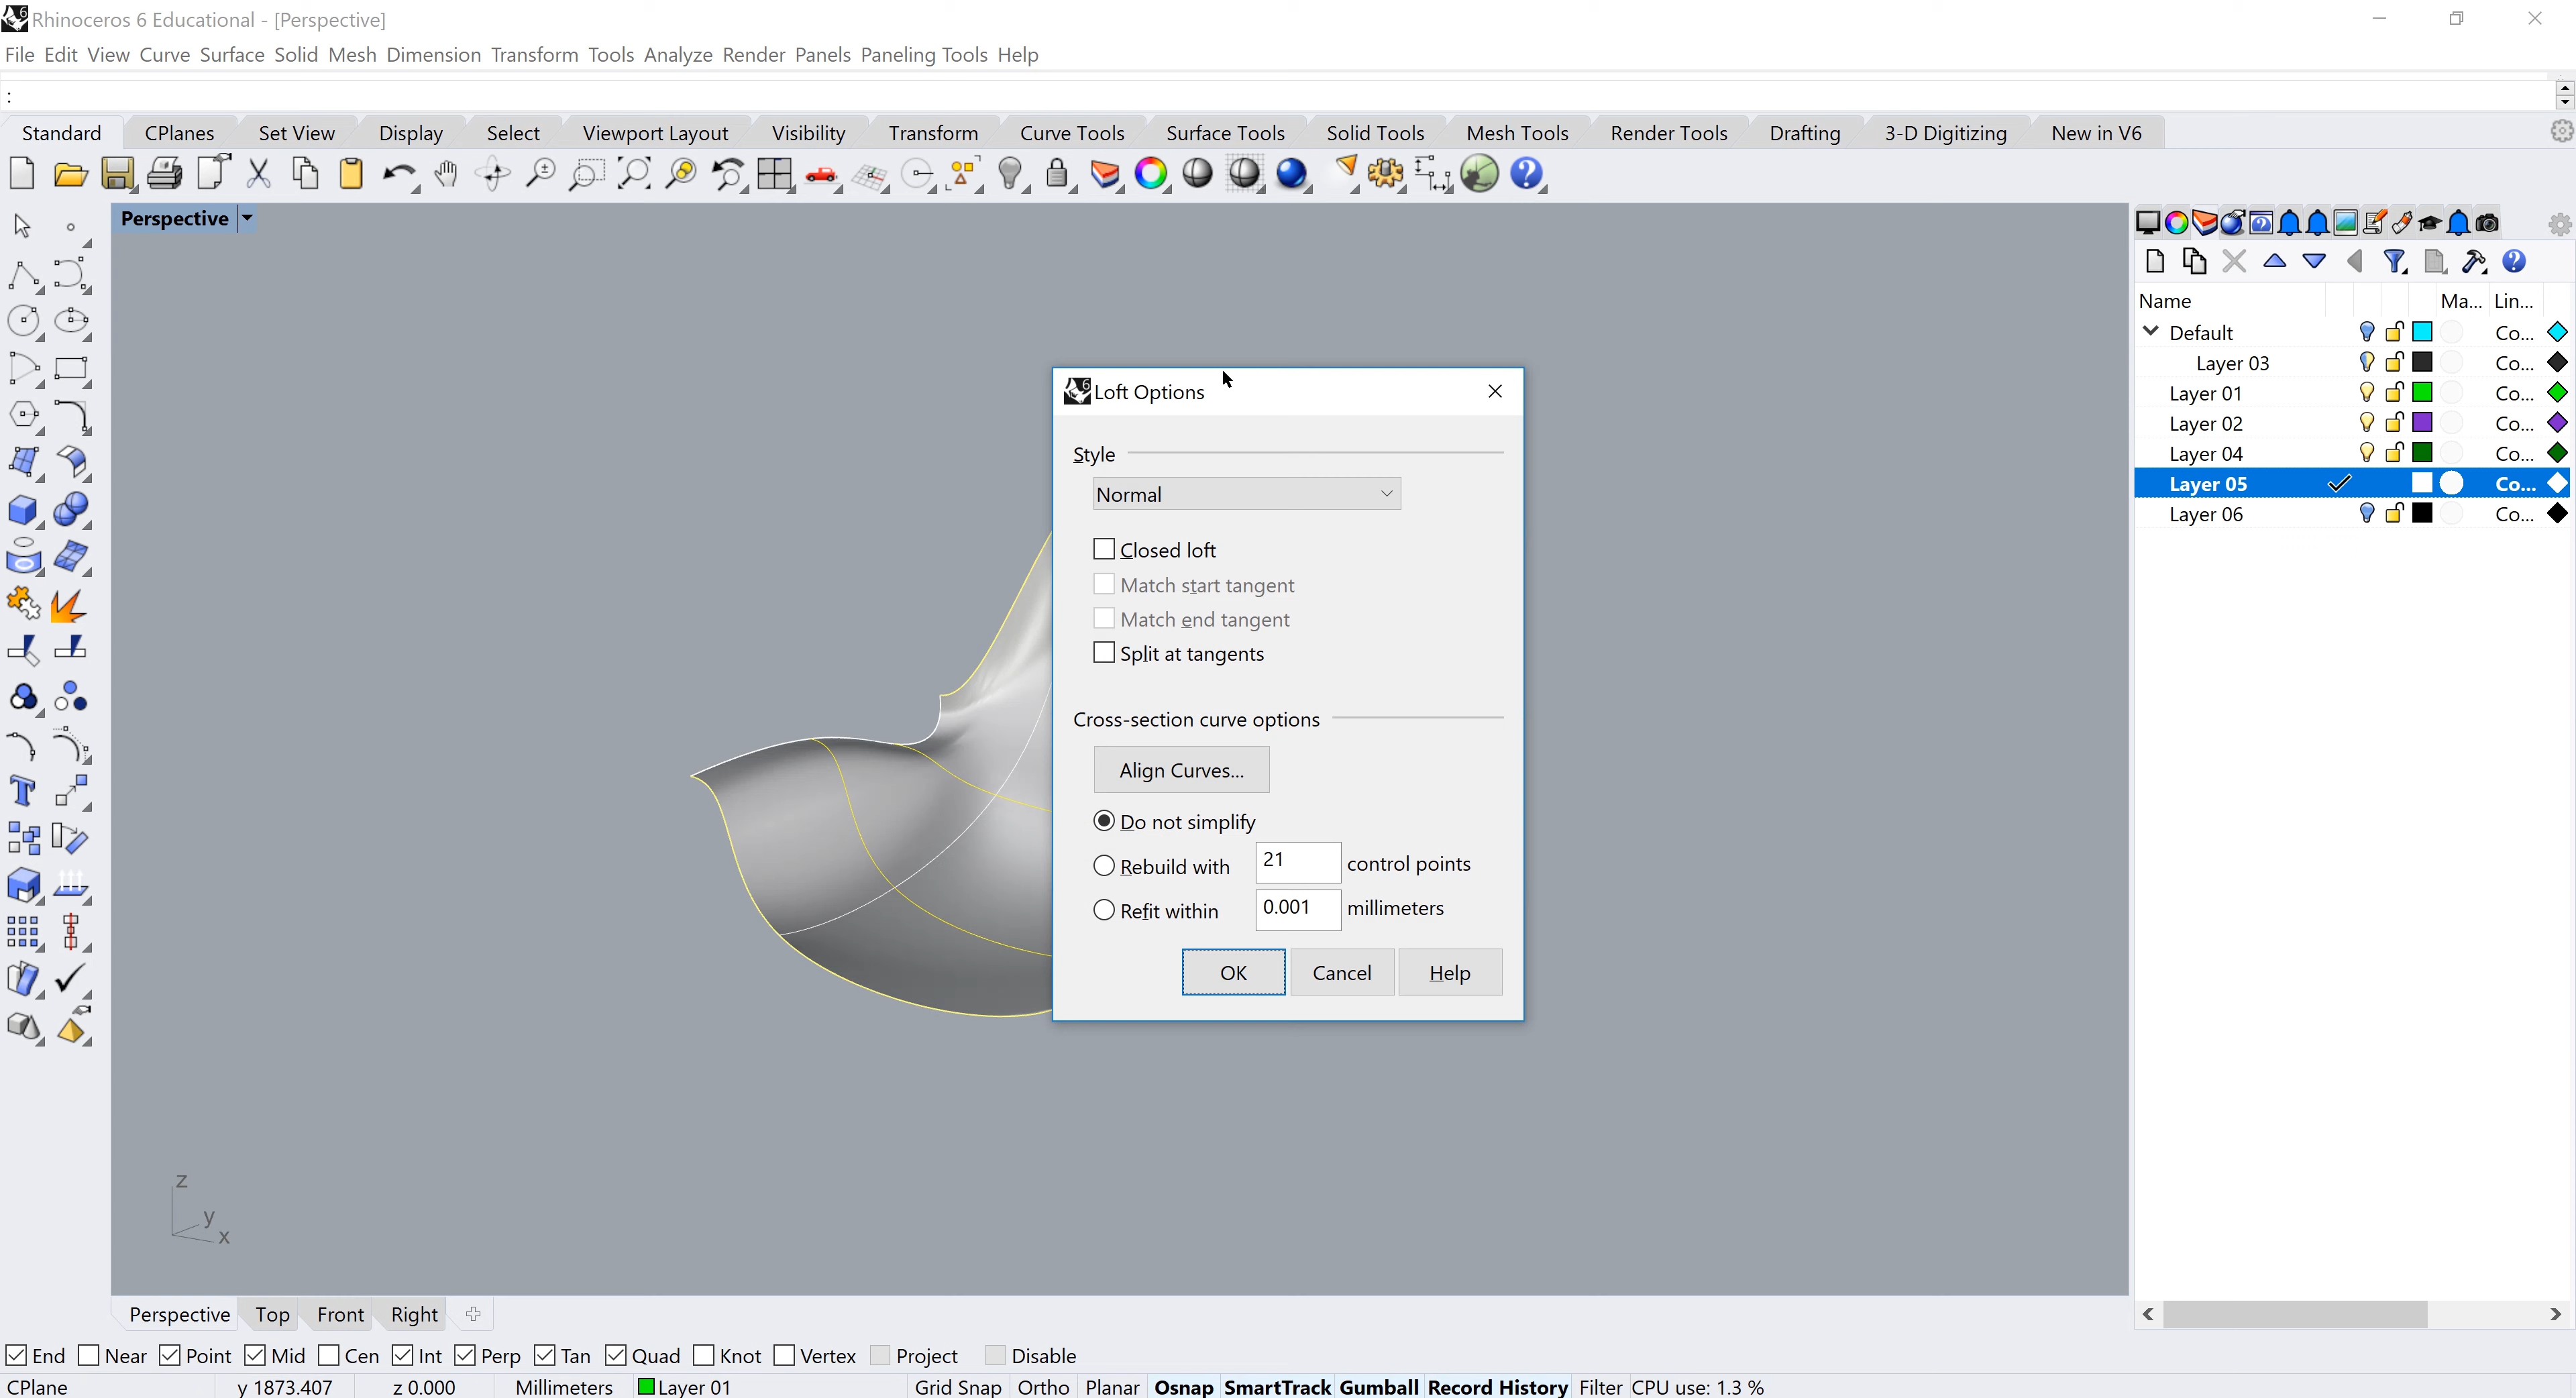 Rhinoceros 6 Educational - [Perspective]
File Edit View Curve Surface Solid Mesh Dimension Transform Tools Analyze Render Panels Paneling Tools Help
:
Standard CPlanes Set View Display Select Viewport Layout Visibility Transform Curve Tools Surface Tools Solid Tools Mesh Tools Render Tools Drafting 3-D Digitizing New in V6
Perspective
Name Ma... Lin...
Default Co...
Layer 03 Co...
Layer 01 Co...
Layer 02 Co...
Layer 04 Co...
Layer 05 Co...
Layer 06 Co...
Loft Options
Style
Normal
Closed loft
Match start tangent
Match end tangent
Split at tangents
Cross-section curve options
Align Curves...
Do not simplify
Rebuild with 21 control points
Refit within 0.001 millimeters
OK Cancel Help
z
y
x
Perspective Top Front Right
End Near Point Mid Cen Int Perp Tan Quad Knot Vertex Project Disable
CPlane y 1873.407 z 0.000 Millimeters Layer 01 Grid Snap Ortho Planar Osnap SmartTrack Gumball Record History Filter CPU use: 1.3 %